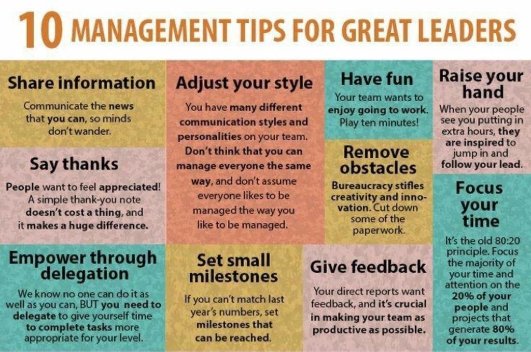 10 MANAGEMENT TIPS FOR GREAT LEADERS
Share information
Communicate the news
that you can, so minds
don't wander.
Adjust your style
You have many different
communication styles and
personalities on your team.
Don't think that you can
manage everyone the same
way, and don't assume
everyone likes to be
managed the way you
like to be managed.
Have fun
Your team wants to
enjoy going to work.
Play ten minutes!
Raise your
hand
When your people
see you putting in
extra hours, they
are inspired to
jump in and
follow your lead.
Say thanks
People want to feel appreciated!
A simple thank-you note
doesn't cost a thing, and
it makes a huge difference.
Remove
obstacles
Bureaucracy stifles
creativity and inno-
vation. Cut down
some of the
paperwork.
Focus
your
time
It's the old 80:20
principle. Focus
the majority of
your time and
attention on the
20% of your
people and
projects that
generate 80%
of your results.
Empower through
delegation
We know no one can do it as
well as you can, BUT you need to
delegate to give yourself time
to complete tasks more
appropriate for your level.
Set small
milestones
If you can't match last
year's numbers, set
milestones that
can be reached.
Give feedback
Your direct reports want
feedback, and it's crucial
in making your team as
productive as possible.